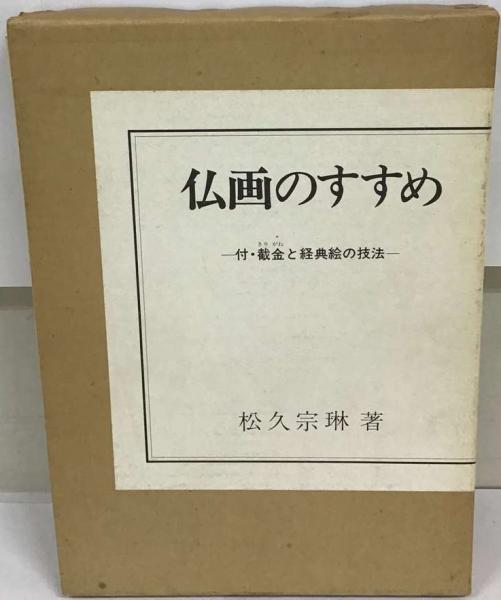 仏画のすすめ
きり がね
—付・截金と経典絵の技法—
松久宗琳 著